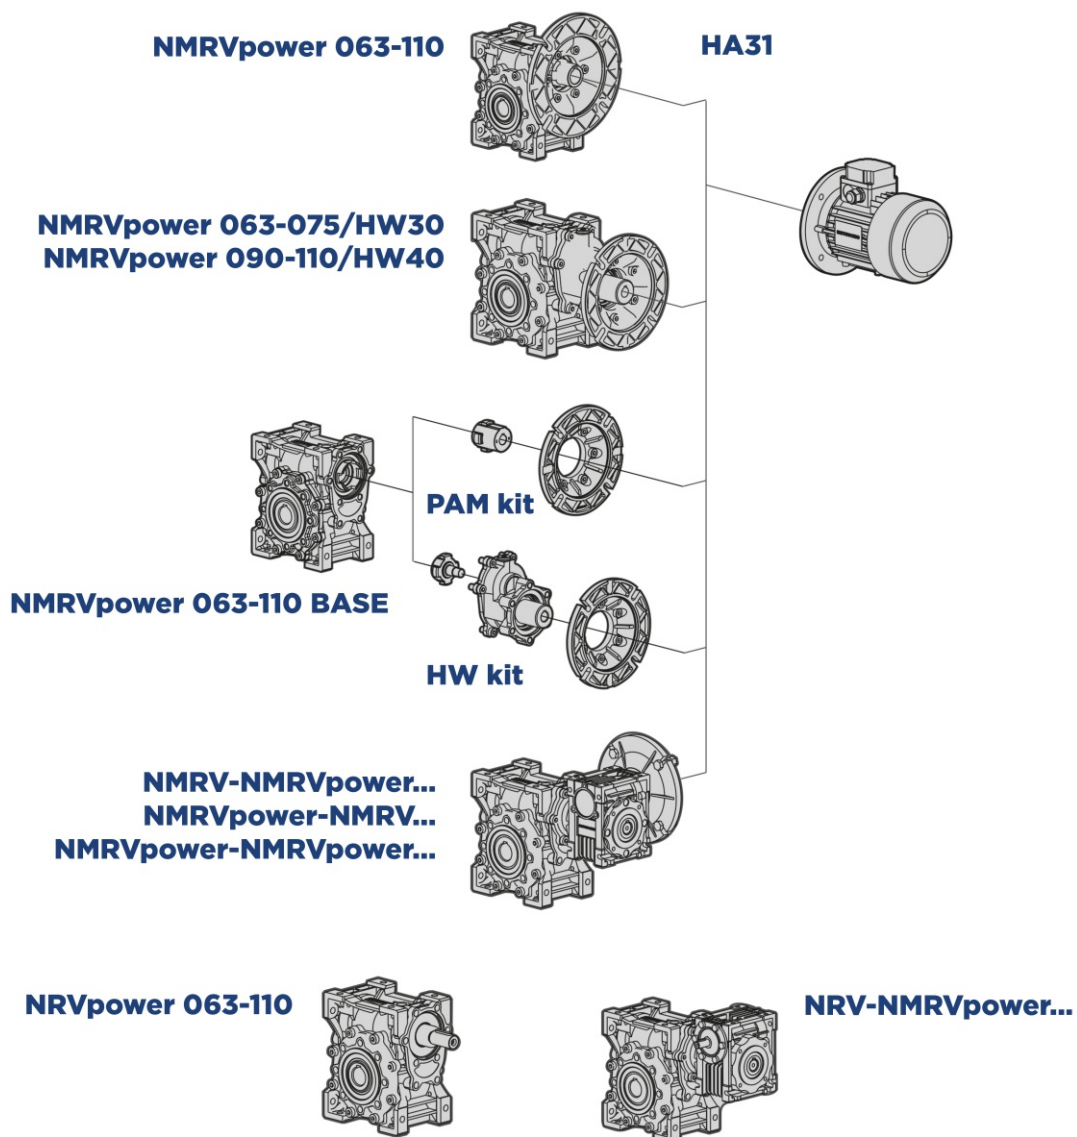 NMRVpower 063-110
HA31
NMRVpower 063-075/HW30
NMRVpower 090-110/HW40
PAM kit
NMRVpower 063-110 BASE
HW kit
NMRV-NMRVpower...
NMRVpower-NMRV...
NMRVpower-NMRVpower...
NRVpower 063-110
NRV-NMRVpower...